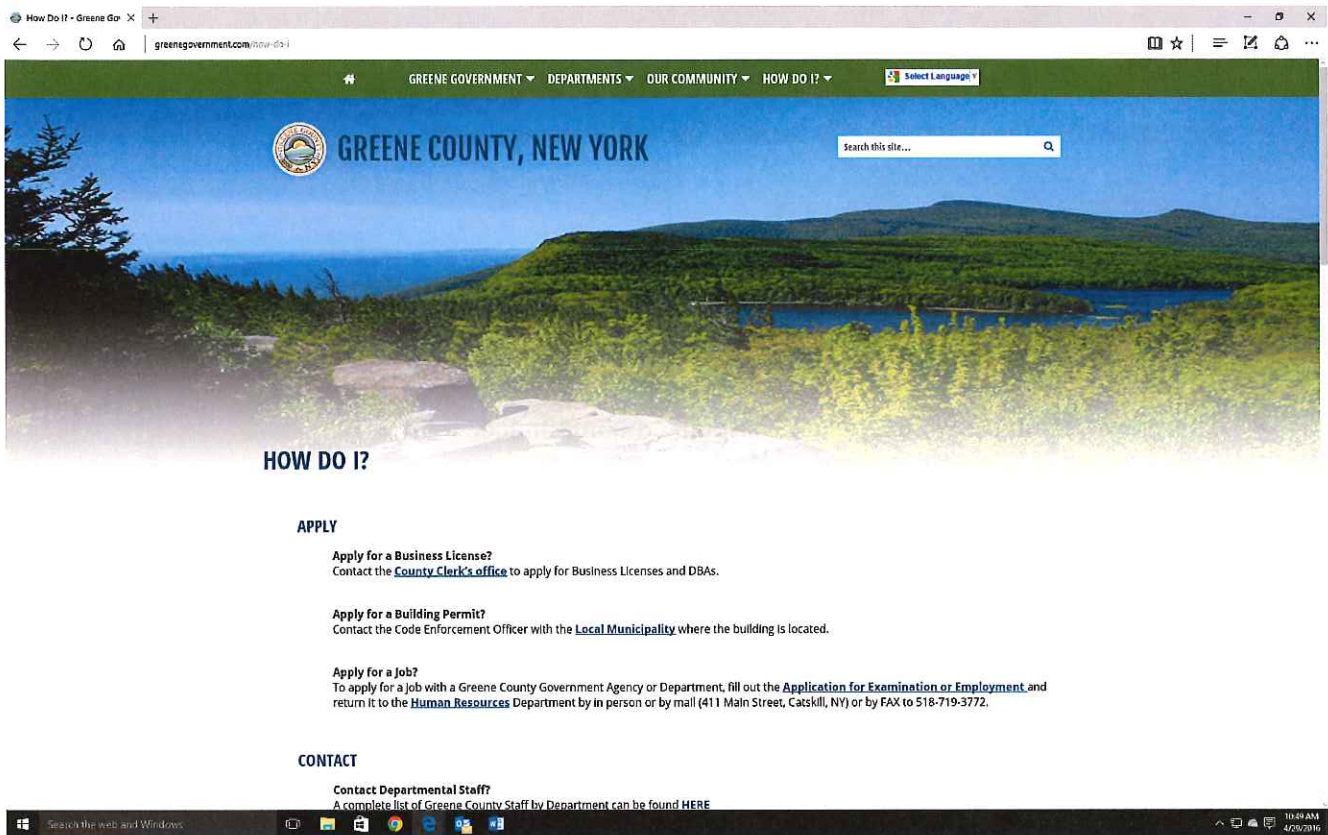 How Do I? • Greene Gov
greenegovernment.com/how-do-i
GREENE GOVERNMENT DEPARTMENTS OUR COMMUNITY HOW DO I? Select Language
GREENE COUNTY, NEW YORK
Search this site...
HOW DO I?
APPLY
Apply for a Business License?
Contact the County Clerk's office to apply for Business Licenses and DBAs.
Apply for a Building Permit?
Contact the Code Enforcement Officer with the Local Municipality where the building is located.
Apply for a Job?
To apply for a job with a Greene County Government Agency or Department, fill out the Application for Examination or Employment and
return it to the Human Resources Department by in person or by mail (411 Main Street, Catskill, NY) or by FAX to 518-719-3772.
CONTACT
Contact Departmental Staff?
A complete list of Greene County Staff by Department can be found HERE
Search the web and Windows
10:49 AM
4/29/2016